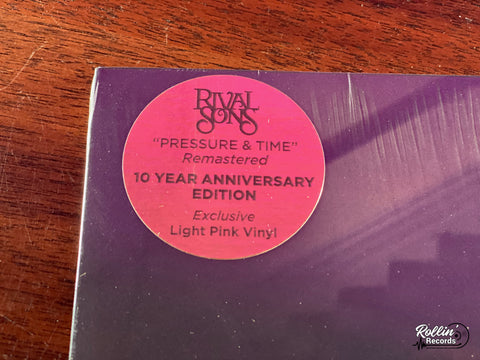 RIVAL
SONS
"PRESSURE & TIME"
Remastered
10 YEAR ANNIVERSARY
EDITION
Exclusive
Light Pink Vinyl
Rollin'
Records